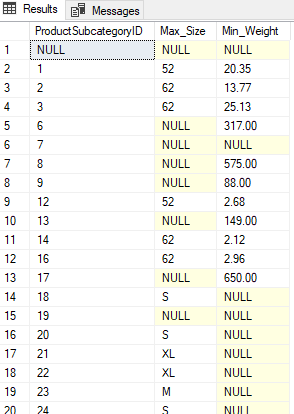 Results Messages
ProductSubcategoryID Max_Size Min_Weight
1 NULL NULL NULL
2 1 52 20.35
3 2 62 13.77
4 3 62 25.13
5 6 NULL 317.00
6 7 NULL NULL
7 8 NULL 575.00
8 9 NULL 88.00
9 12 52 2.68
10 13 NULL 149.00
11 14 62 2.12
12 16 62 2.96
13 17 NULL 650.00
14 18 S NULL
15 19 NULL NULL
16 20 S NULL
17 21 XL NULL
18 22 XL NULL
19 23 M NULL
20 24 S NULL